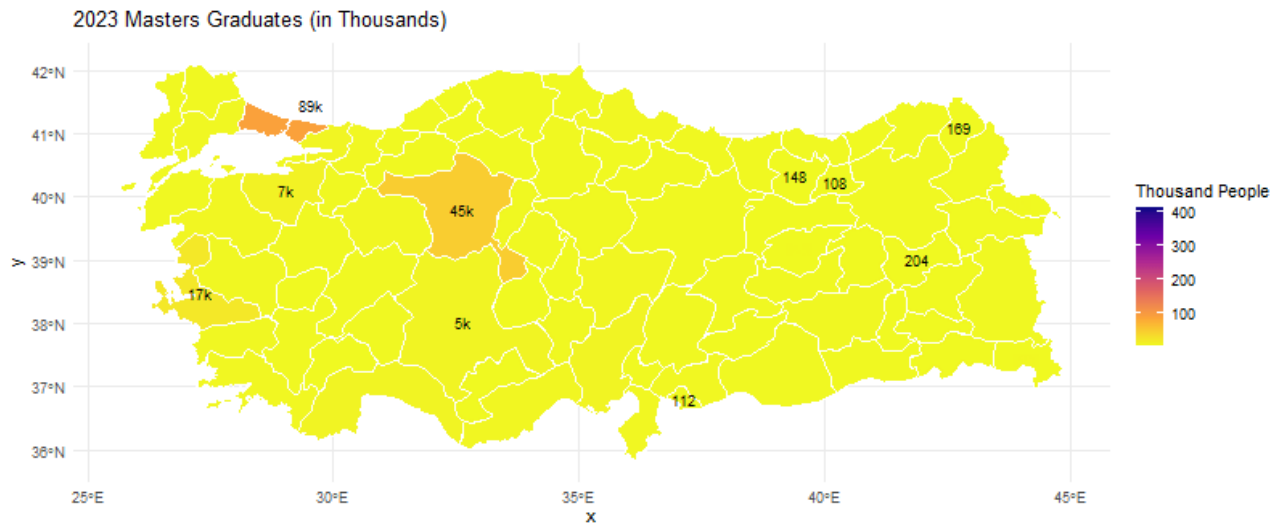 2023 Masters Graduates (in Thousands)
42°N
41°N
40°N
39°N
38°N
37°N
36°N
y
89k
169
7k
148
108
45k
204
17k
5k
112
25°E
30°E
35°E
40°E
45°E
x
Thousand People
400
300
200
100